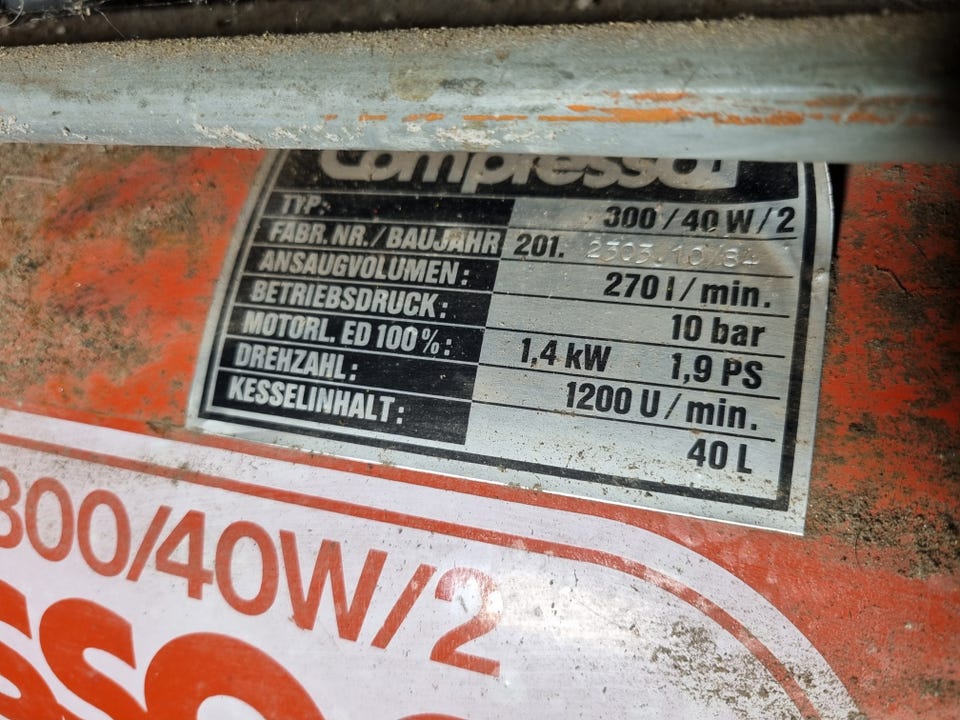 Compressor
TYP: 300/40 W/2
FABR. NR./BAUJAHR 201. 2303.10/84
ANSAUGVOLUMEN: 270 l/min.
BETRIEBSDRUCK: 10 bar
MOTORL. ED 100%: 1,4 kW 1,9 PS
DREHZAHL: 1200 U/min.
KESSELINHALT: 40 L
300/40W/2